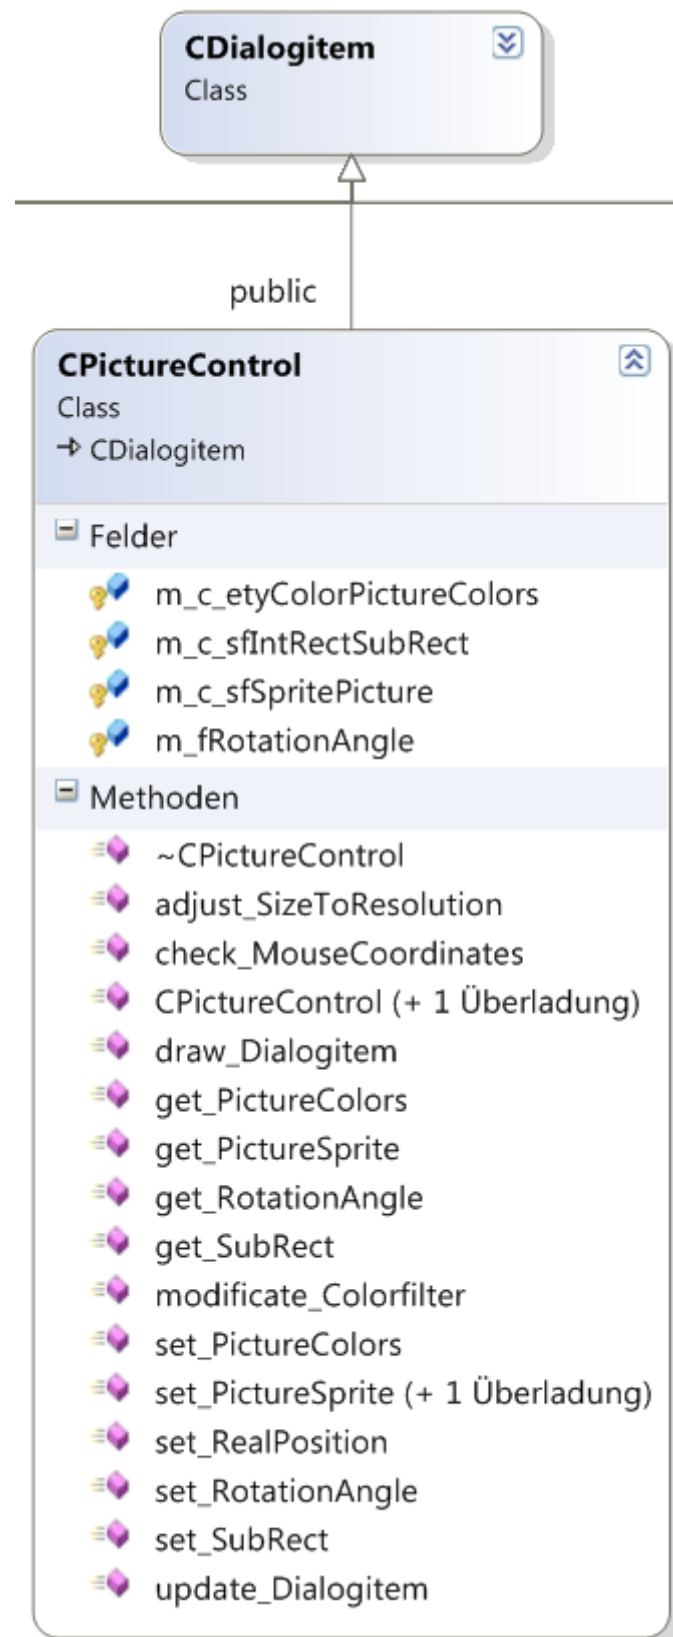 CDialogitem
Class
public
CPictureControl
Class
CDialogitem
Felder
m_c_etyColorPictureColors
m_c_sfIntRectSubRect
m_c_sfSpritePicture
m_fRotationAngle
Methoden
~CPictureControl
adjust_SizeToResolution
check_MouseCoordinates
CPictureControl (+ 1 Überladung)
draw_Dialogitem
get_PictureColors
get_PictureSprite
get_RotationAngle
get_SubRect
modificate_Colorfilter
set_PictureColors
set_PictureSprite (+ 1 Überladung)
set_RealPosition
set_RotationAngle
set_SubRect
update_Dialogitem